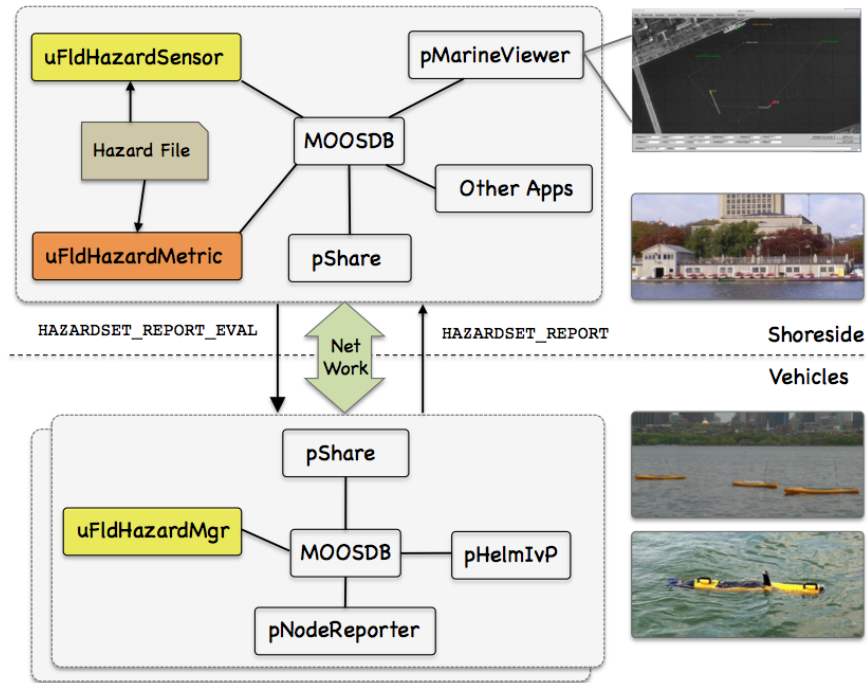 uFldHazardSensor
pMarineViewer
Hazard File
MOOSDB
Other Apps
uFldHazardMetric
pShare
HAZARDSET_REPORT_EVAL
Net
Work
HAZARDSET_REPORT
Shoreside
Vehicles
pShare
uFldHazardMgr
MOOSDB
pHelmIvP
pNodeReporter